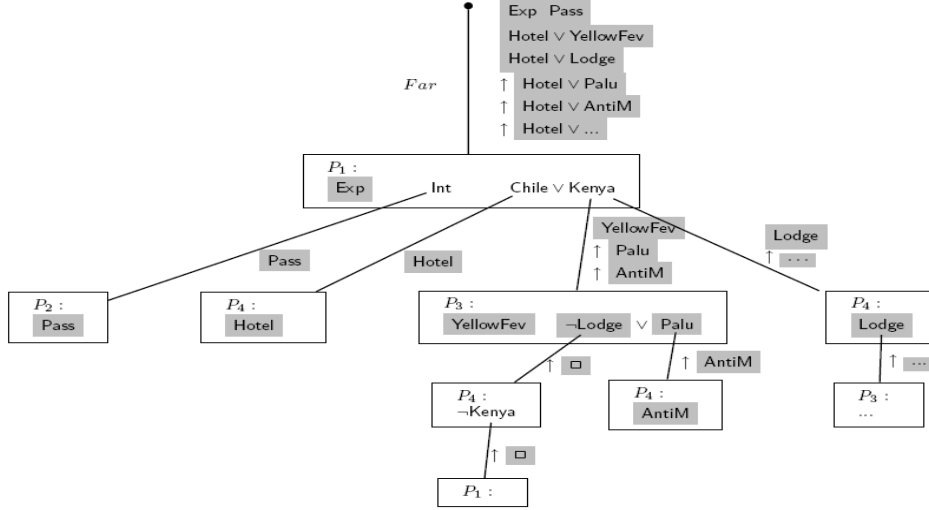 Exp Pass
Hotel ∨ YellowFev
Hotel ∨ Lodge
Far
↑ Hotel ∨ Palu
↑ Hotel ∨ AntiM
↑ Hotel ∨ ...
P₁ :
Exp Int Chile ∨ Kenya
YellowFev
Lodge
Pass
Hotel
↑ Palu
↑ ...
↑ AntiM
P₂ :
Pass
P₄ :
Hotel
P₃ :
YellowFev ¬Lodge ∨ Palu
P₄ :
Lodge
↑ □
↑ AntiM
↑ ...
P₄ :
¬Kenya
P₄ :
AntiM
P₃ :
...
↑ □
P₁ :